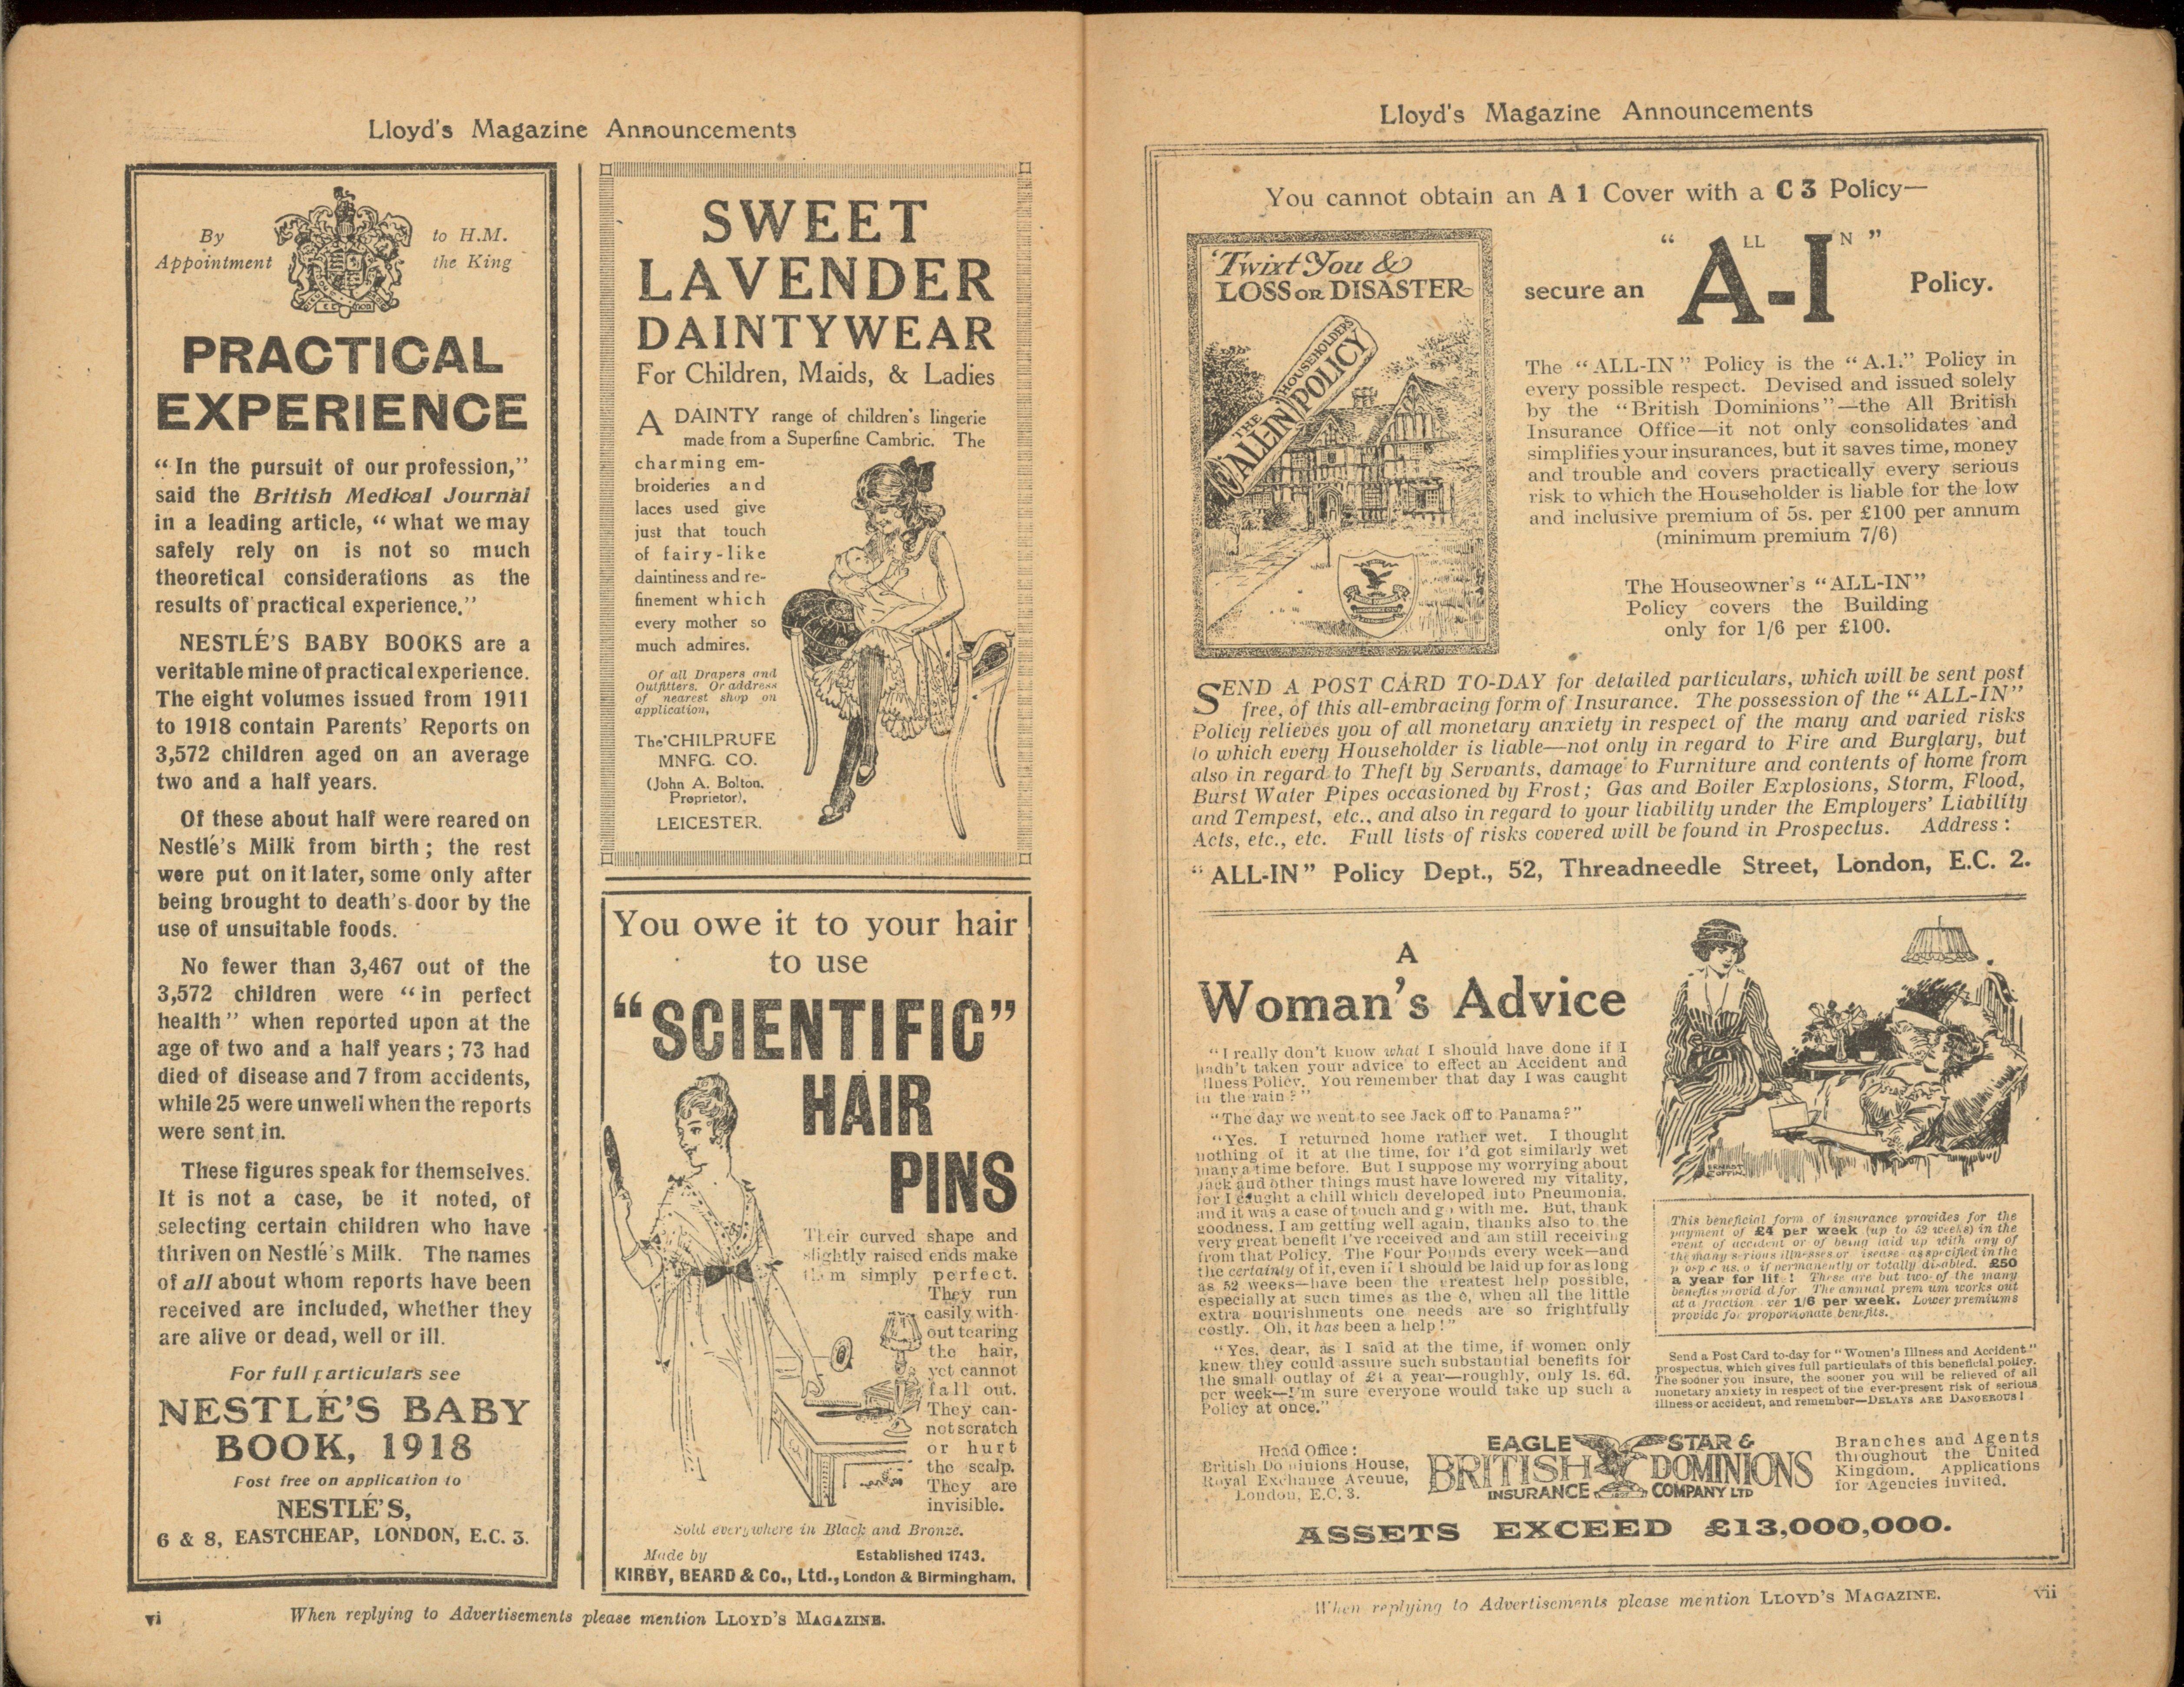 Lloyd's Magazine Announcements
By
Appointment
to H.M.
the King
PRACTICAL
EXPERIENCE
“In the pursuit of our profession,”
said the British Medical Journal
in a leading article, “what we may
safely rely on is not so much
theoretical considerations as the
results of practical experience.”
NESTLÉ'S BABY BOOKS are a
veritable mine of practical experience.
The eight volumes issued from 1911
to 1918 contain Parents' Reports on
3,572 children aged on an average
two and a half years.
Of these about half were reared on
Nestlé's Milk from birth; the rest
were put on it later, some only after
being brought to death's door by the
use of unsuitable foods.
No fewer than 3,467 out of the
3,572 children were “in perfect
health” when reported upon at the
age of two and a half years; 73 had
died of disease and 7 from accidents,
while 25 were unwell when the reports
were sent in.
These figures speak for themselves.
It is not a case, be it noted, of
selecting certain children who have
thriven on Nestlé's Milk. The names
of all about whom reports have been
received are included, whether they
are alive or dead, well or ill.
For full particulars see
NESTLÉ'S BABY
BOOK, 1918
Post free on application to
NESTLÉ'S,
6 & 8, EASTCHEAP, LONDON, E.C. 3.
SWEET
LAVENDER
DAINTYWEAR
For Children, Maids, & Ladies
A DAINTY range of children's lingerie
made from a Superfine Cambric. The
charming em-
broideries and
laces used give
just that touch
of fairy-like
daintiness and re-
finement which
every mother so
much admires.
Of all Drapers and
Outfitters. Or address
of nearest shop on
application,
The CHILPRUFE
MNFG. CO.
(John A. Bolton.
Proprietor),
LEICESTER.
You owe it to your hair
to use
“SCIENTIFIC”
HAIR
PINS
Their curved shape and
slightly raised ends make
them simply perfect.
They run
easily with-
out tearing
the hair,
yet cannot
fall out.
They can-
not scratch
or hurt
the scalp.
They are
invisible.
Sold everywhere in Black and Bronze.
Made by
Established 1743.
KIRBY, BEARD & Co., Ltd., London & Birmingham.
vi
When replying to Advertisements please mention LLOYD'S MAGAZINE.
Lloyd's Magazine Announcements
You cannot obtain an A 1 Cover with a C 3 Policy—
'Twixt You &
LOSS OR DISASTER
THE HOUSEHOLDERS
ALL-IN POLICY
secure an “ALL-IN” Policy.
The “ALL-IN” Policy is the “A.1.” Policy in
every possible respect. Devised and issued solely
by the “British Dominions”—the All British
Insurance Office—it not only consolidates and
simplifies your insurances, but it saves time, money
and trouble and covers practically every serious
risk to which the Householder is liable for the low
and inclusive premium of 5s. per £100 per annum
(minimum premium 7/6)
The Houseowner's “ALL-IN”
Policy covers the Building
only for 1/6 per £100.
SEND A POST CARD TO-DAY for detailed particulars, which will be sent post
free, of this all-embracing form of Insurance. The possession of the “ALL-IN”
Policy relieves you of all monetary anxiety in respect of the many and varied risks
to which every Householder is liable—not only in regard to Fire and Burglary, but
also in regard to Theft by Servants, damage to Furniture and contents of home from
Burst Water Pipes occasioned by Frost; Gas and Boiler Explosions, Storm, Flood,
and Tempest, etc., and also in regard to your liability under the Employers' Liability
Acts, etc., etc. Full lists of risks covered will be found in Prospectus. Address:
“ALL-IN” Policy Dept., 52, Threadneedle Street, London, E.C. 2.
A
Woman's Advice
“I really don't know what I should have done if I
hadn't taken your advice to effect an Accident and
Illness Policy. You remember that day I was caught
in the rain?”
“The day we went to see Jack off to Panama?”
“Yes. I returned home rather wet. I thought
nothing of it at the time, for I'd got similarly wet
many a time before. But I suppose my worrying about
Jack and other things must have lowered my vitality,
for I caught a chill which developed into Pneumonia,
and it was a case of touch and go with me. But, thank
goodness, I am getting well again, thanks also to the
very great benefit I've received and am still receiving
from that Policy. The Four Pounds every week—and
the certainty of it, even if I should be laid up for as long
as 52 weeks—have been the greatest help possible,
especially at such times as the e, when all the little
extra nourishments one needs are so frightfully
costly. Oh, it has been a help!”
“Yes, dear, as I said at the time, if women only
knew they could assure such substantial benefits for
the small outlay of £4 a year—roughly, only 1s. 6d.
per week—I'm sure everyone would take up such a
Policy at once.”
ERNEST
COFFIN
This beneficial form of insurance provides for the
payment of £4 per week (up to 52 weeks) in the
event of accident or of being laid up with any of
the many serious illnesses or disease as specified in the
if permanently or totally disabled. £50
a year for life! These are but two of the many
benefits provided for. The annual premium works out
at a fraction over 1/6 per week. Lower premiums
provide for proportionate benefits.
Send a Post Card to-day for “Women's Illness and Accident”
prospectus, which gives full particulars of this beneficial policy.
The sooner you insure, the sooner you will be relieved of all
monetary anxiety in respect of the ever-present risk of serious
illness or accident, and remember—DELAYS ARE DANGEROUS!
Head Office:
British Dominions House,
Royal Exchange Avenue,
London, E.C. 3.
EAGLE STAR &
BRITISH DOMINIONS
INSURANCE COMPANY LTD
Branches and Agents
throughout the United
Kingdom. Applications
for Agencies invited.
ASSETS EXCEED £13,000,000.
When replying to Advertisements please mention LLOYD'S MAGAZINE.
vii